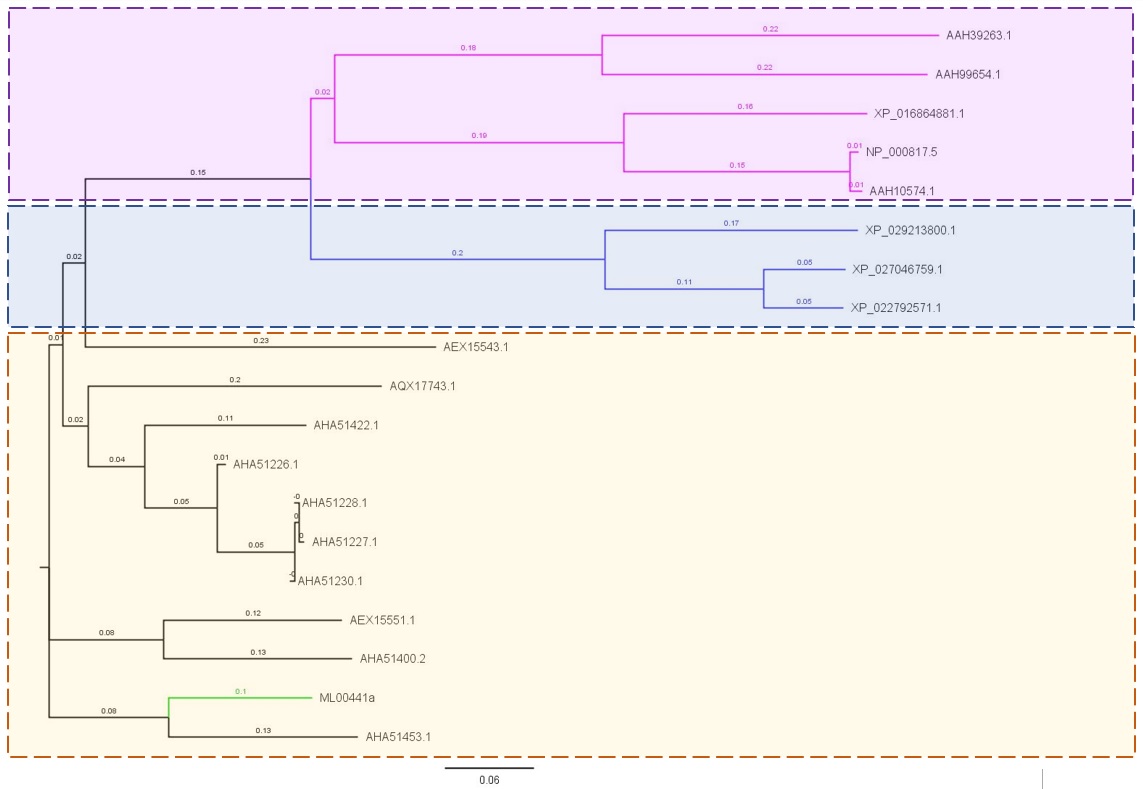 0.22
AAH39263.1
0.18
0.22
AAH99654.1
0.02
0.16
XP_016864881.1
0.19
0.01
NP_000817.5
0.15
0.01
AAH10574.1
0.15
0.17
XP_029213800.1
0.2
0.02
0.05
XP_027046759.1
0.11
0.05
XP_022792571.1
0.01
0.23
AEX15543.1
0.2
AQX17743.1
0.02
0.11
AHA51422.1
0.04
0.01
AHA51226.1
0.05
-0
AHA51228.1
0
0
AHA51227.1
0.05
-0
AHA51230.1
0.12
AEX15551.1
0.08
0.13
AHA51400.2
0.1
ML00441a
0.08
0.13
AHA51453.1
0.06